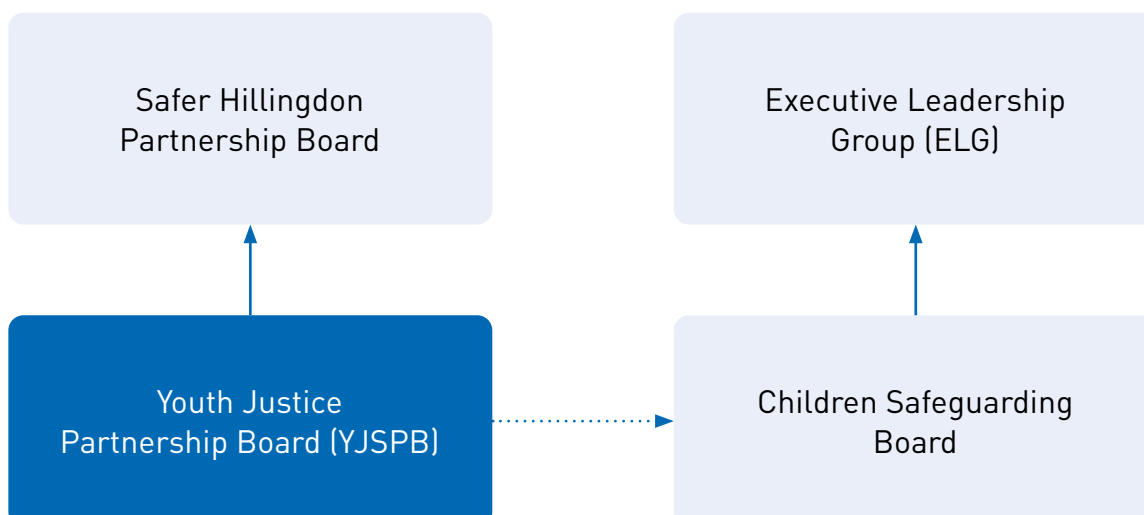 Safer Hillingdon
Partnership Board
Executive Leadership
Group (ELG)
Youth Justice
Partnership Board (YJSPB)
Children Safeguarding
Board